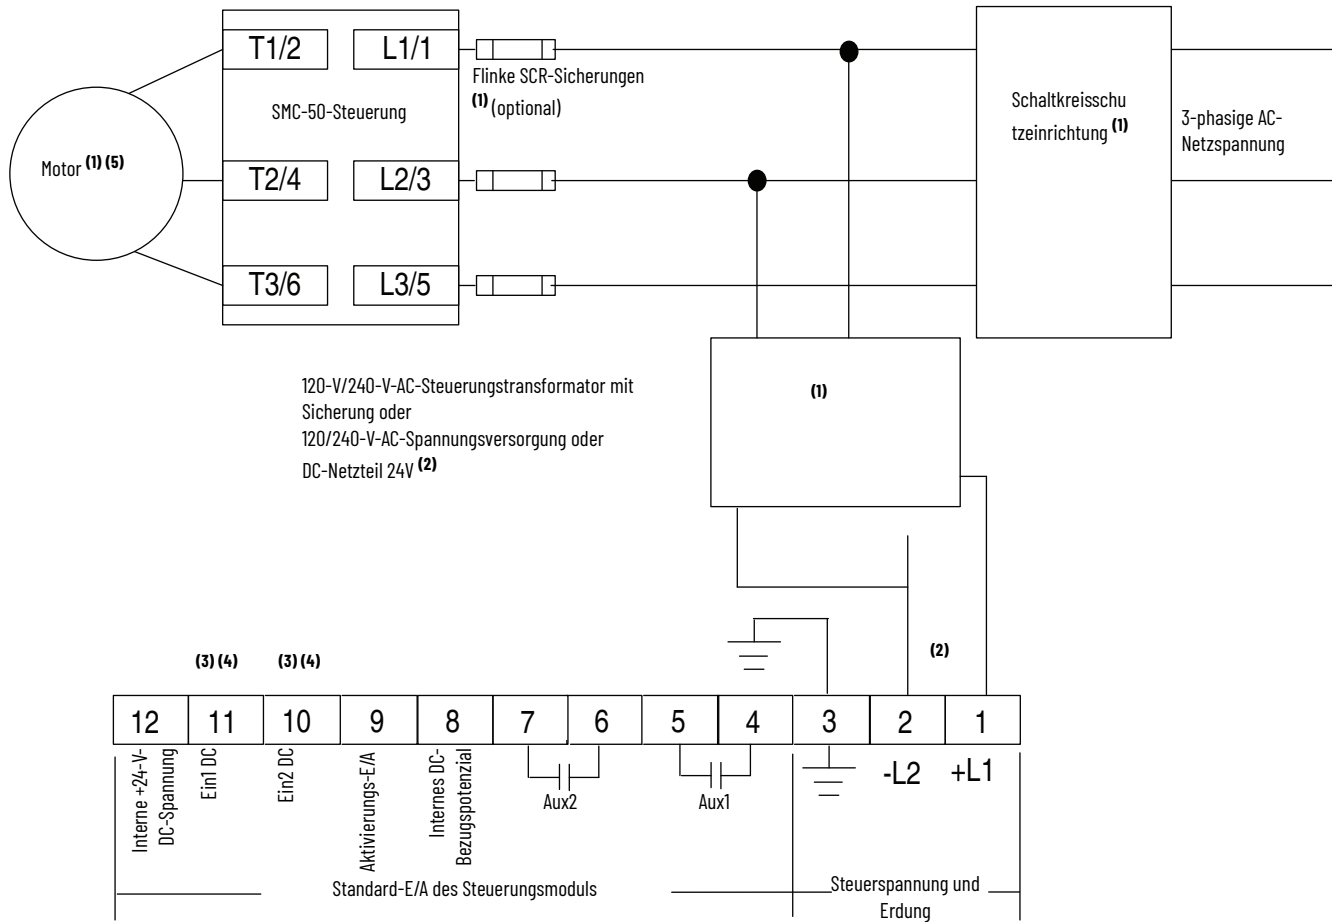 T1/2
L1/1
Flinke SCR-Sicherungen
(1) (optional)
SMC-50-Steuerung
Schaltkreisschu
tzeinrichtung (1)
3-phasige AC-
Netzspannung
Motor (1) (5)
T2/4
L2/3
T3/6
L3/5
120-V/240-V-AC-Steuerungstransformator mit
Sicherung oder
120/240-V-AC-Spannungsversorgung oder
DC-Netzteil 24V (2)
(1)
(2)
(3) (4)
(3) (4)
12
11
10
9
8
7
6
5
4
3
2
1
Interne +24-V-
DC-Spannung
Ein1 DC
Ein2 DC
Aktivierungs-E/A
Internes DC-
Bezugspotenzial
Aux2
Aux1
-L2
+L1
Standard-E/A des Steuerungsmoduls
Steuerspannung und
Erdung